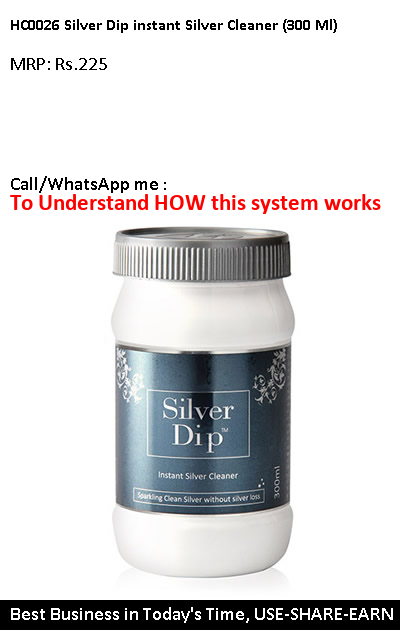 HC0026 Silver Dip instant Silver Cleaner (300 Ml)
MRP: Rs.225
Call/WhatsApp me :
To Understand HOW this system works
Silver
Dip™
Instant Silver Cleaner
Sparkling Clean Silver without silver loss
300ml
Best Business in Today's Time, USE-SHARE-EARN